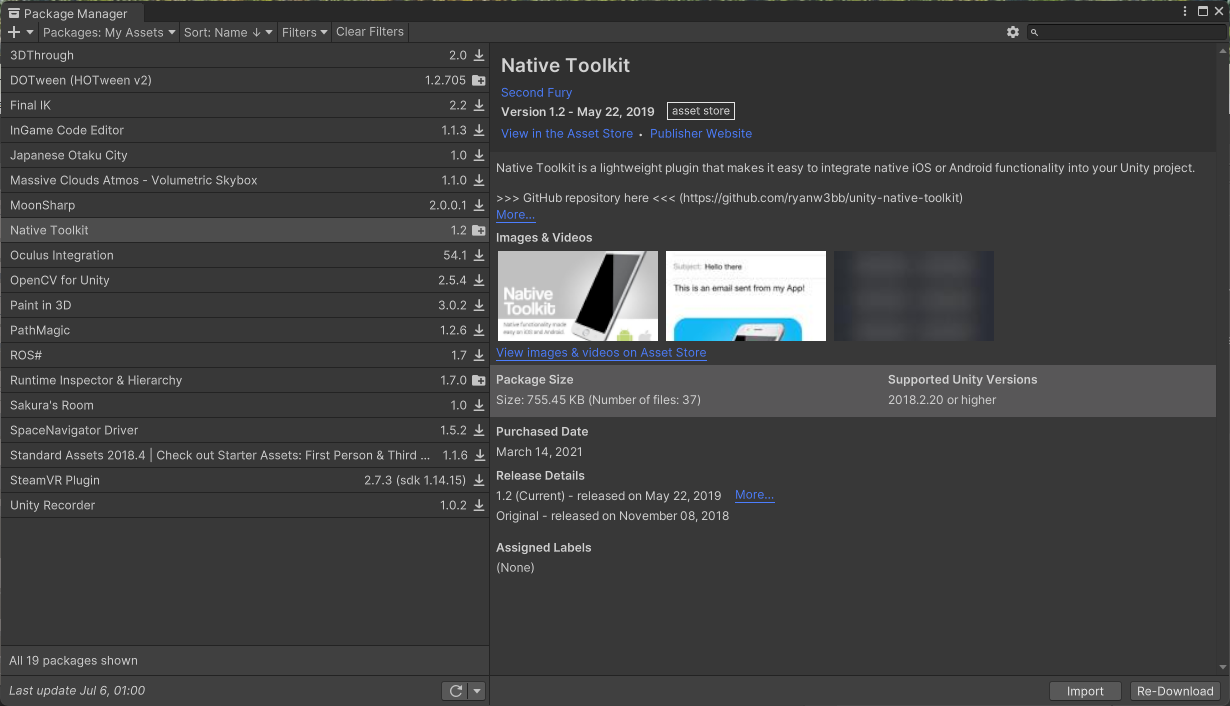 Package Manager
Packages: My Assets Sort: Name ↓ Filters Clear Filters
3DThrough 2.0
DOTween (HOTween v2) 1.2.705
Final IK 2.2
InGame Code Editor 1.1.3
Japanese Otaku City 1.0
Massive Clouds Atmos - Volumetric Skybox 1.1.0
MoonSharp 2.0.0.1
Native Toolkit 1.2
Oculus Integration 54.1
OpenCV for Unity 2.5.4
Paint in 3D 3.0.2
PathMagic 1.2.6
ROS# 1.7
Runtime Inspector & Hierarchy 1.7.0
Sakura's Room 1.0
SpaceNavigator Driver 1.5.2
Standard Assets 2018.4 | Check out Starter Assets: First Person & Third ... 1.1.6
SteamVR Plugin 2.7.3 (sdk 1.14.15)
Unity Recorder 1.0.2
All 19 packages shown
Last update Jul 6, 01:00
Native Toolkit
Second Fury
Version 1.2 - May 22, 2019 asset store
View in the Asset Store • Publisher Website
Native Toolkit is a lightweight plugin that makes it easy to integrate native iOS or Android functionality into your Unity project.
>>> GitHub repository here <<< (https://github.com/ryanw3bb/unity-native-toolkit)
More...
Images & Videos
Native
Toolkit
Native functionality made
easy on iOS and Android
Subject: Hello there
This is an email sent from my App!
View images & videos on Asset Store
Package Size Supported Unity Versions
Size: 755.45 KB (Number of files: 37) 2018.2.20 or higher
Purchased Date
March 14, 2021
Release Details
1.2 (Current) - released on May 22, 2019 More...
Original - released on November 08, 2018
Assigned Labels
(None)
Import Re-Download